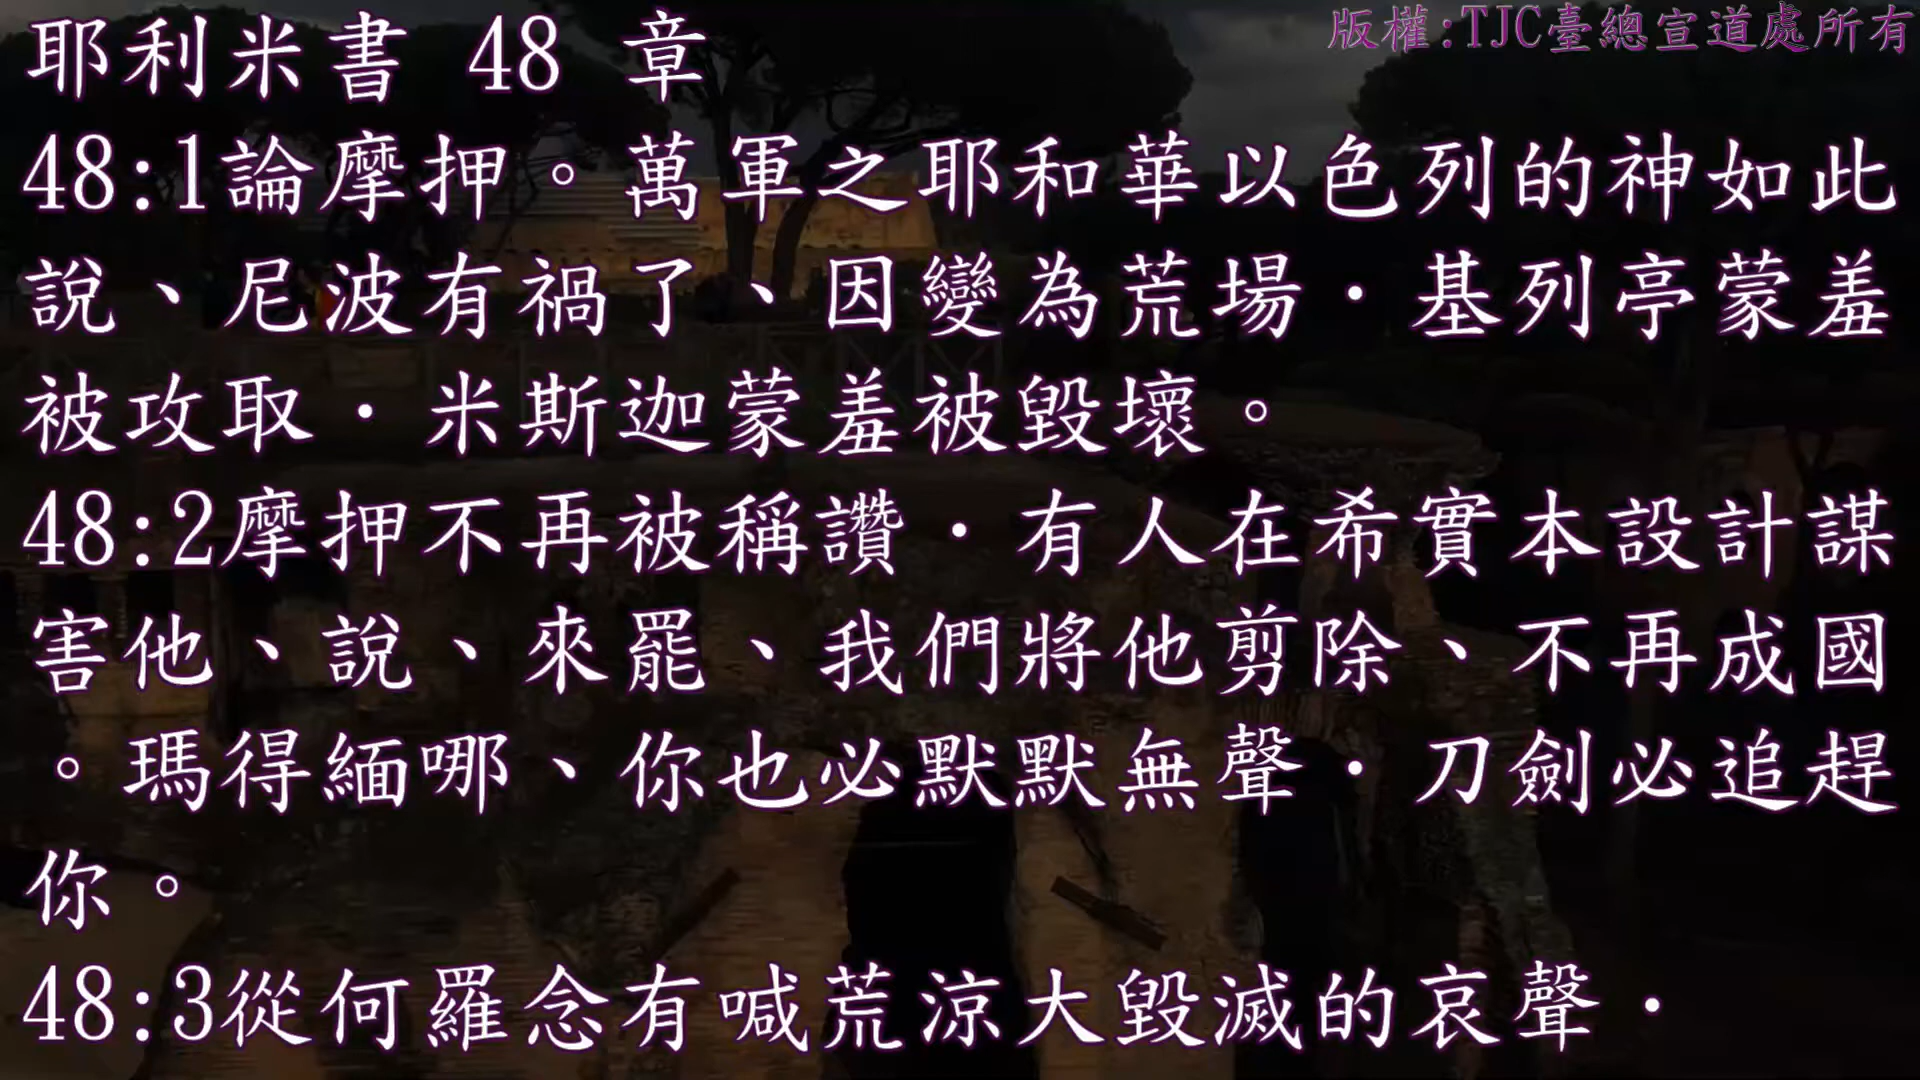 耶利米書 48 章
版權:TJC臺總宣道處所有
48:1論摩押。萬軍之耶和華以色列的神如此
說、尼波有禍了、因變為荒場．基列亭蒙羞
被攻取．米斯迦蒙羞被毀壞。
48:2摩押不再被稱讚．有人在希實本設計謀
害他、說、來罷、我們將他剪除、不再成國
。瑪得緬哪、你也必默默無聲．刀劍必追趕
你。
48:3從何羅念有喊荒涼大毀滅的哀聲．